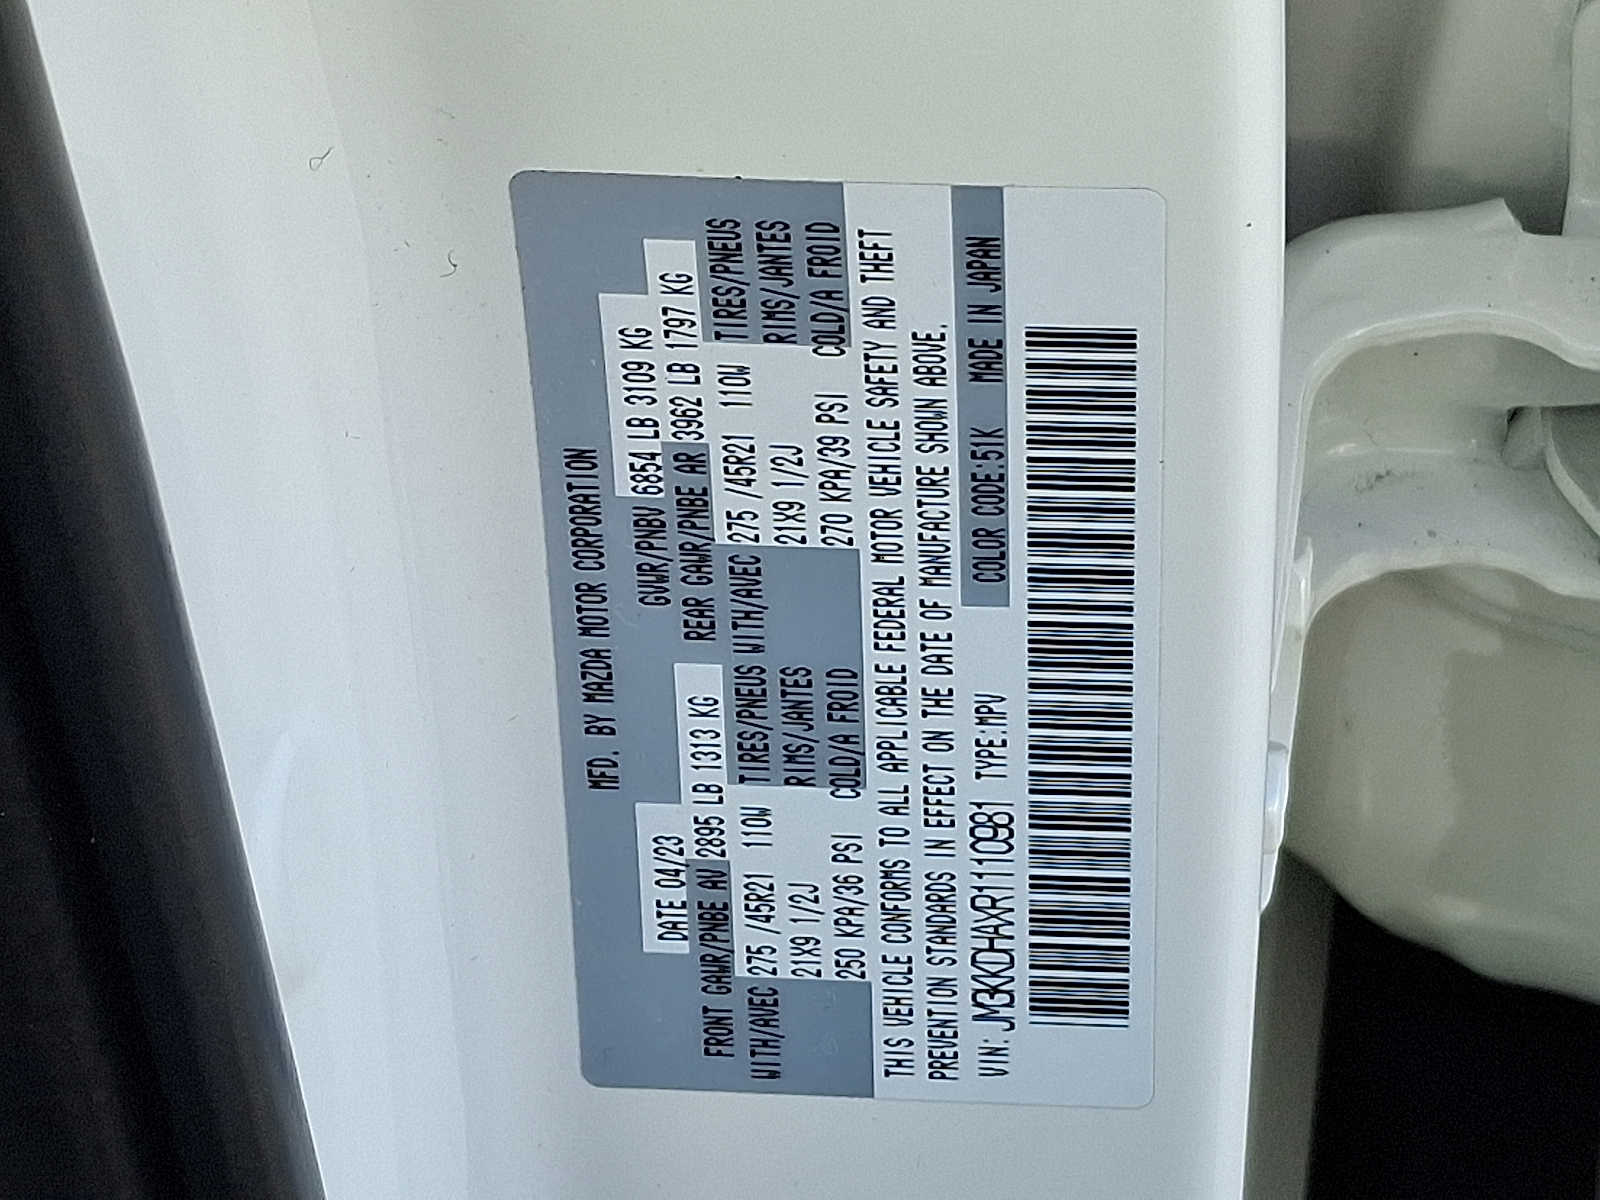 MFD. BY MAZDA MOTOR CORPORATION
DATE 04/23 GVWR/PNBV 6854 LB 3109 KG
FRONT GAWR/PNBE AV 2895 LB 1313 KG REAR GAWR/PNBE AR 3962 LB 1797 KG
WITH/AVEC 275 /45R21 110W TIRES/PNEUS WITH/AVEC 275 /45R21 110W TIRES/PNEUS
21X9 1/2J RIMS/JANTES 21X9 1/2J RIMS/JANTES
250 KPA/36 PSI COLD/A FROID 270 KPA/39 PSI COLD/A FROID
THIS VEHICLE CONFORMS TO ALL APPLICABLE FEDERAL MOTOR VEHICLE SAFETY AND THEFT
PREVENTION STANDARDS IN EFFECT ON THE DATE OF MANUFACTURE SHOWN ABOVE.
VIN: JM3KKDHAXR1110981 TYPE:MPV COLOR CODE:51K MADE IN JAPAN